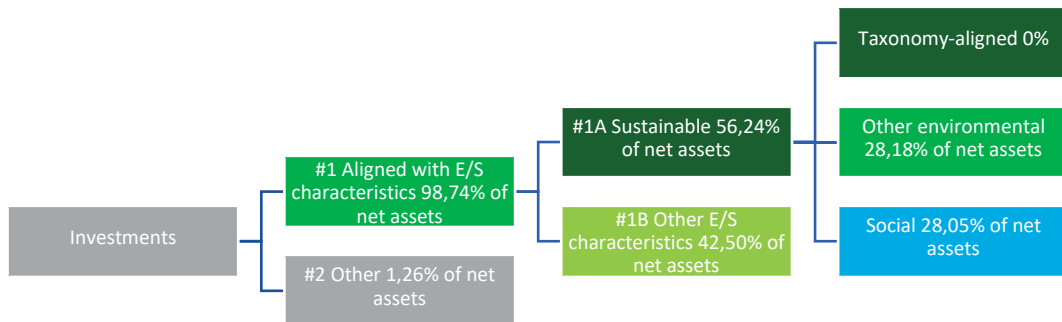 Investments
#1 Aligned with E/S
characteristics 98,74% of
net assets
#2 Other 1,26% of net
assets
#1A Sustainable 56,24%
of net assets
#1B Other E/S
characteristics 42,50% of
net assets
Taxonomy-aligned 0%
Other environmental
28,18% of net assets
Social 28,05% of net
assets